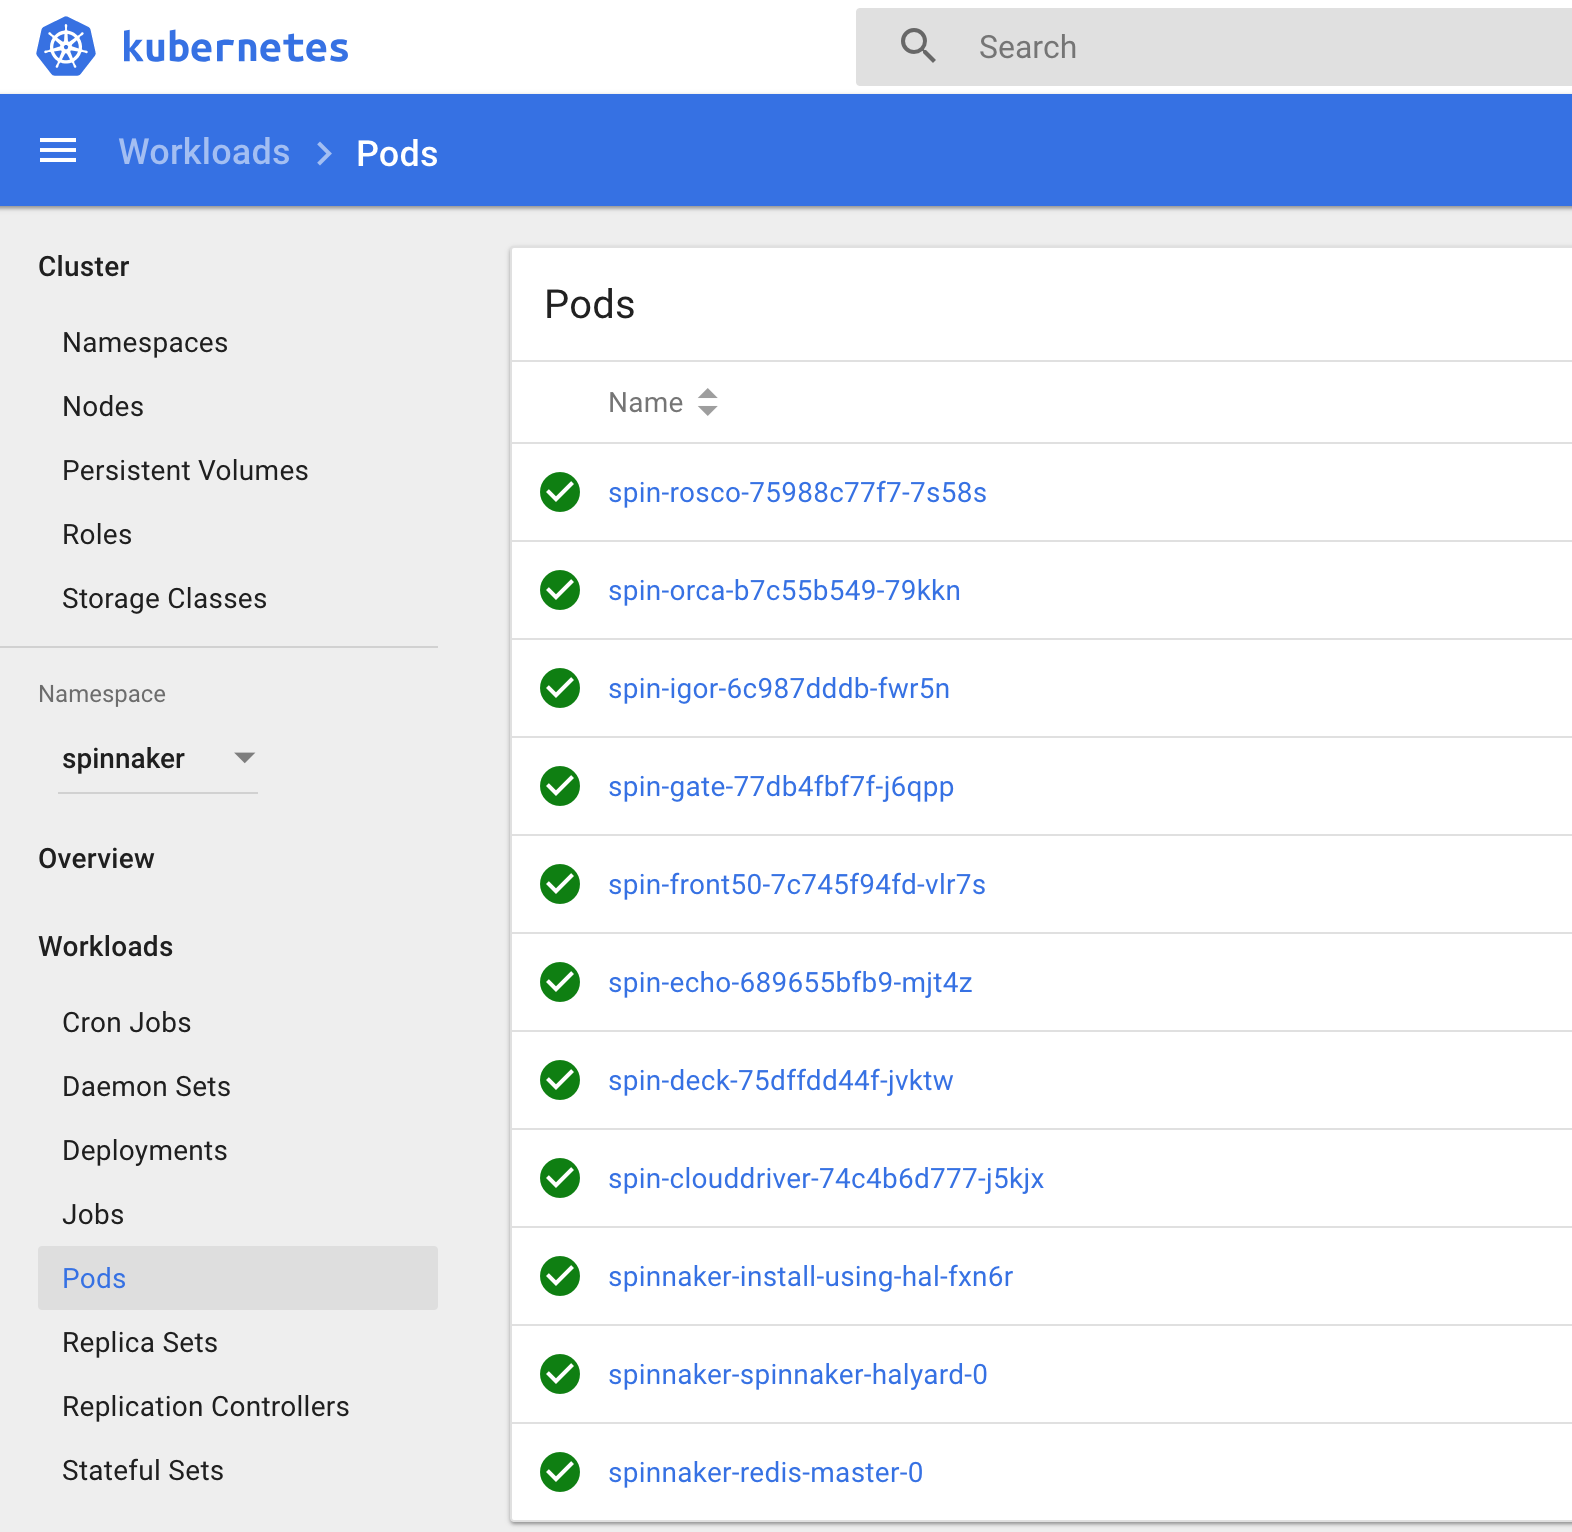 kubernetes
Search
Workloads > Pods
Cluster
Namespaces
Nodes
Persistent Volumes
Roles
Storage Classes
Namespace
spinnaker
Overview
Workloads
Cron Jobs
Daemon Sets
Deployments
Jobs
Pods
Replica Sets
Replication Controllers
Stateful Sets
Pods
Name
spin-rosco-75988c77f7-7s58s
spin-orca-b7c55b549-79kkn
spin-igor-6c987dddb-fwr5n
spin-gate-77db4fbf7f-j6qpp
spin-front50-7c745f94fd-vlr7s
spin-echo-689655bfb9-mjt4z
spin-deck-75dffdd44f-jvktw
spin-clouddriver-74c4b6d777-j5kjx
spinnaker-install-using-hal-fxn6r
spinnaker-spinnaker-halyard-0
spinnaker-redis-master-0